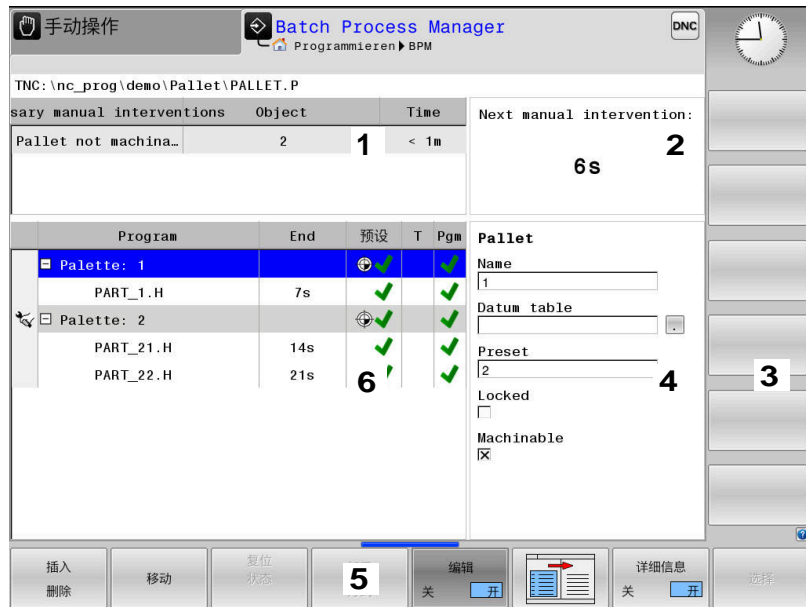 手动操作
Batch Process Manager
Programmieren BPM
DNC
TNC:\nc_prog\demo\Pallet\PALLET.P
sary manual interventions Object Time
Pallet not machina… 2 < 1m
1
Next manual intervention:
2
6s
Program End 预设 T Pgm
Palette: 1
PART_1.H 7s
Palette: 2
PART_21.H 14s
PART_22.H 21s
6
Pallet
Name
1
Datum table
.
Preset
2
4
Locked
Machinable
3
插入
删除
移动
复位
状态
5
编辑
关 开
详细信息
关 开
选择